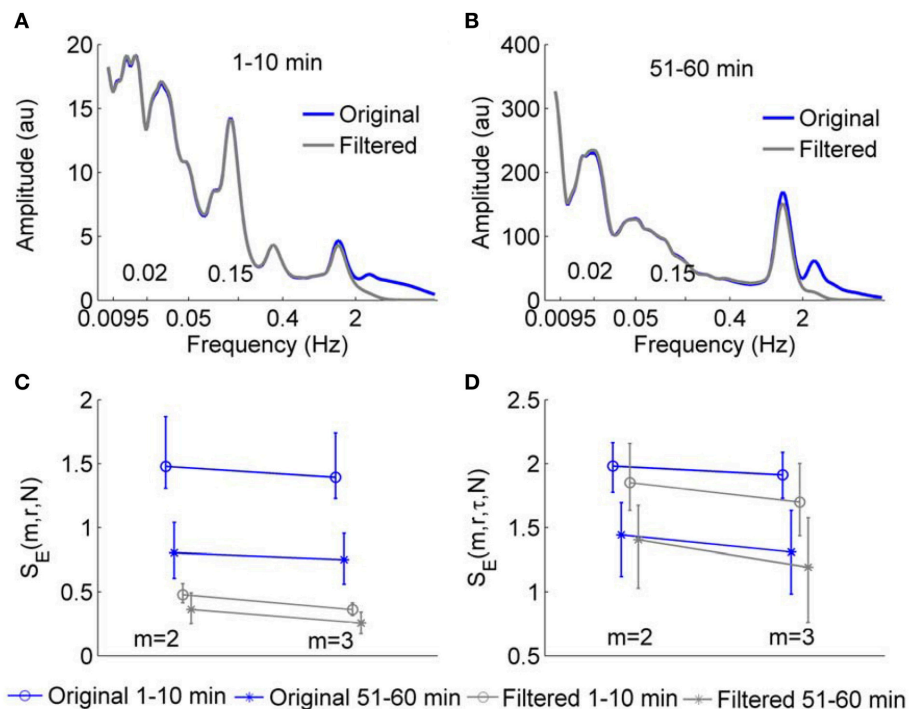 A
20
15
10
5
0
Amplitude (au)
1-10 min
Original
Filtered
0.02
0.15
0.0095
0.05
0.4
2
Frequency (Hz)
B
400
300
200
100
0
Amplitude (au)
51-60 min
Original
Filtered
0.02
0.15
0.0095
0.05
0.4
2
Frequency (Hz)
C
2
1.5
1
0.5
0
S_E(m,r,N)
m=2
m=3
D
2.5
2
1.5
1
0.5
S_E(m,r,τ,N)
m=2
m=3
Original 1-10 min
Original 51-60 min
Filtered 1-10 min
Filtered 51-60 min